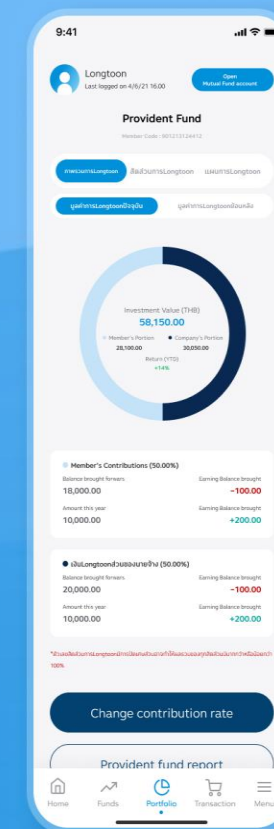 9:41
Longtoon
Last logged on 4/6/21 16.00
Open
Mutual Fund account
Provident Fund
Member Code : 901213124412
ภาพรวมการLongtoon สัดส่วนการLongtoon แผนการLongtoon
มูลค่าการLongtoonปัจจุบัน มูลค่าการLongtoonย้อนหลัง
Investment Value (THB)
58,150.00
Member's Portion Company's Portion
28,100.00 30,050.00
Return (YTD)
+14%
Member's Contributions (50.00%)
Balance brought forwars Earning Balance brought
18,000.00 -100.00
Amount this year Earning Balance brought
10,000.00 +200.00
เงินLongtoonส่วนของนายจ้าง (50.00%)
Balance brought forwars Earning Balance brought
20,000.00 -100.00
Amount this year Earning Balance brought
10,000.00 +200.00
100%
Change contribution rate
Provident fund report
Home Funds Portfolio Transaction Menu